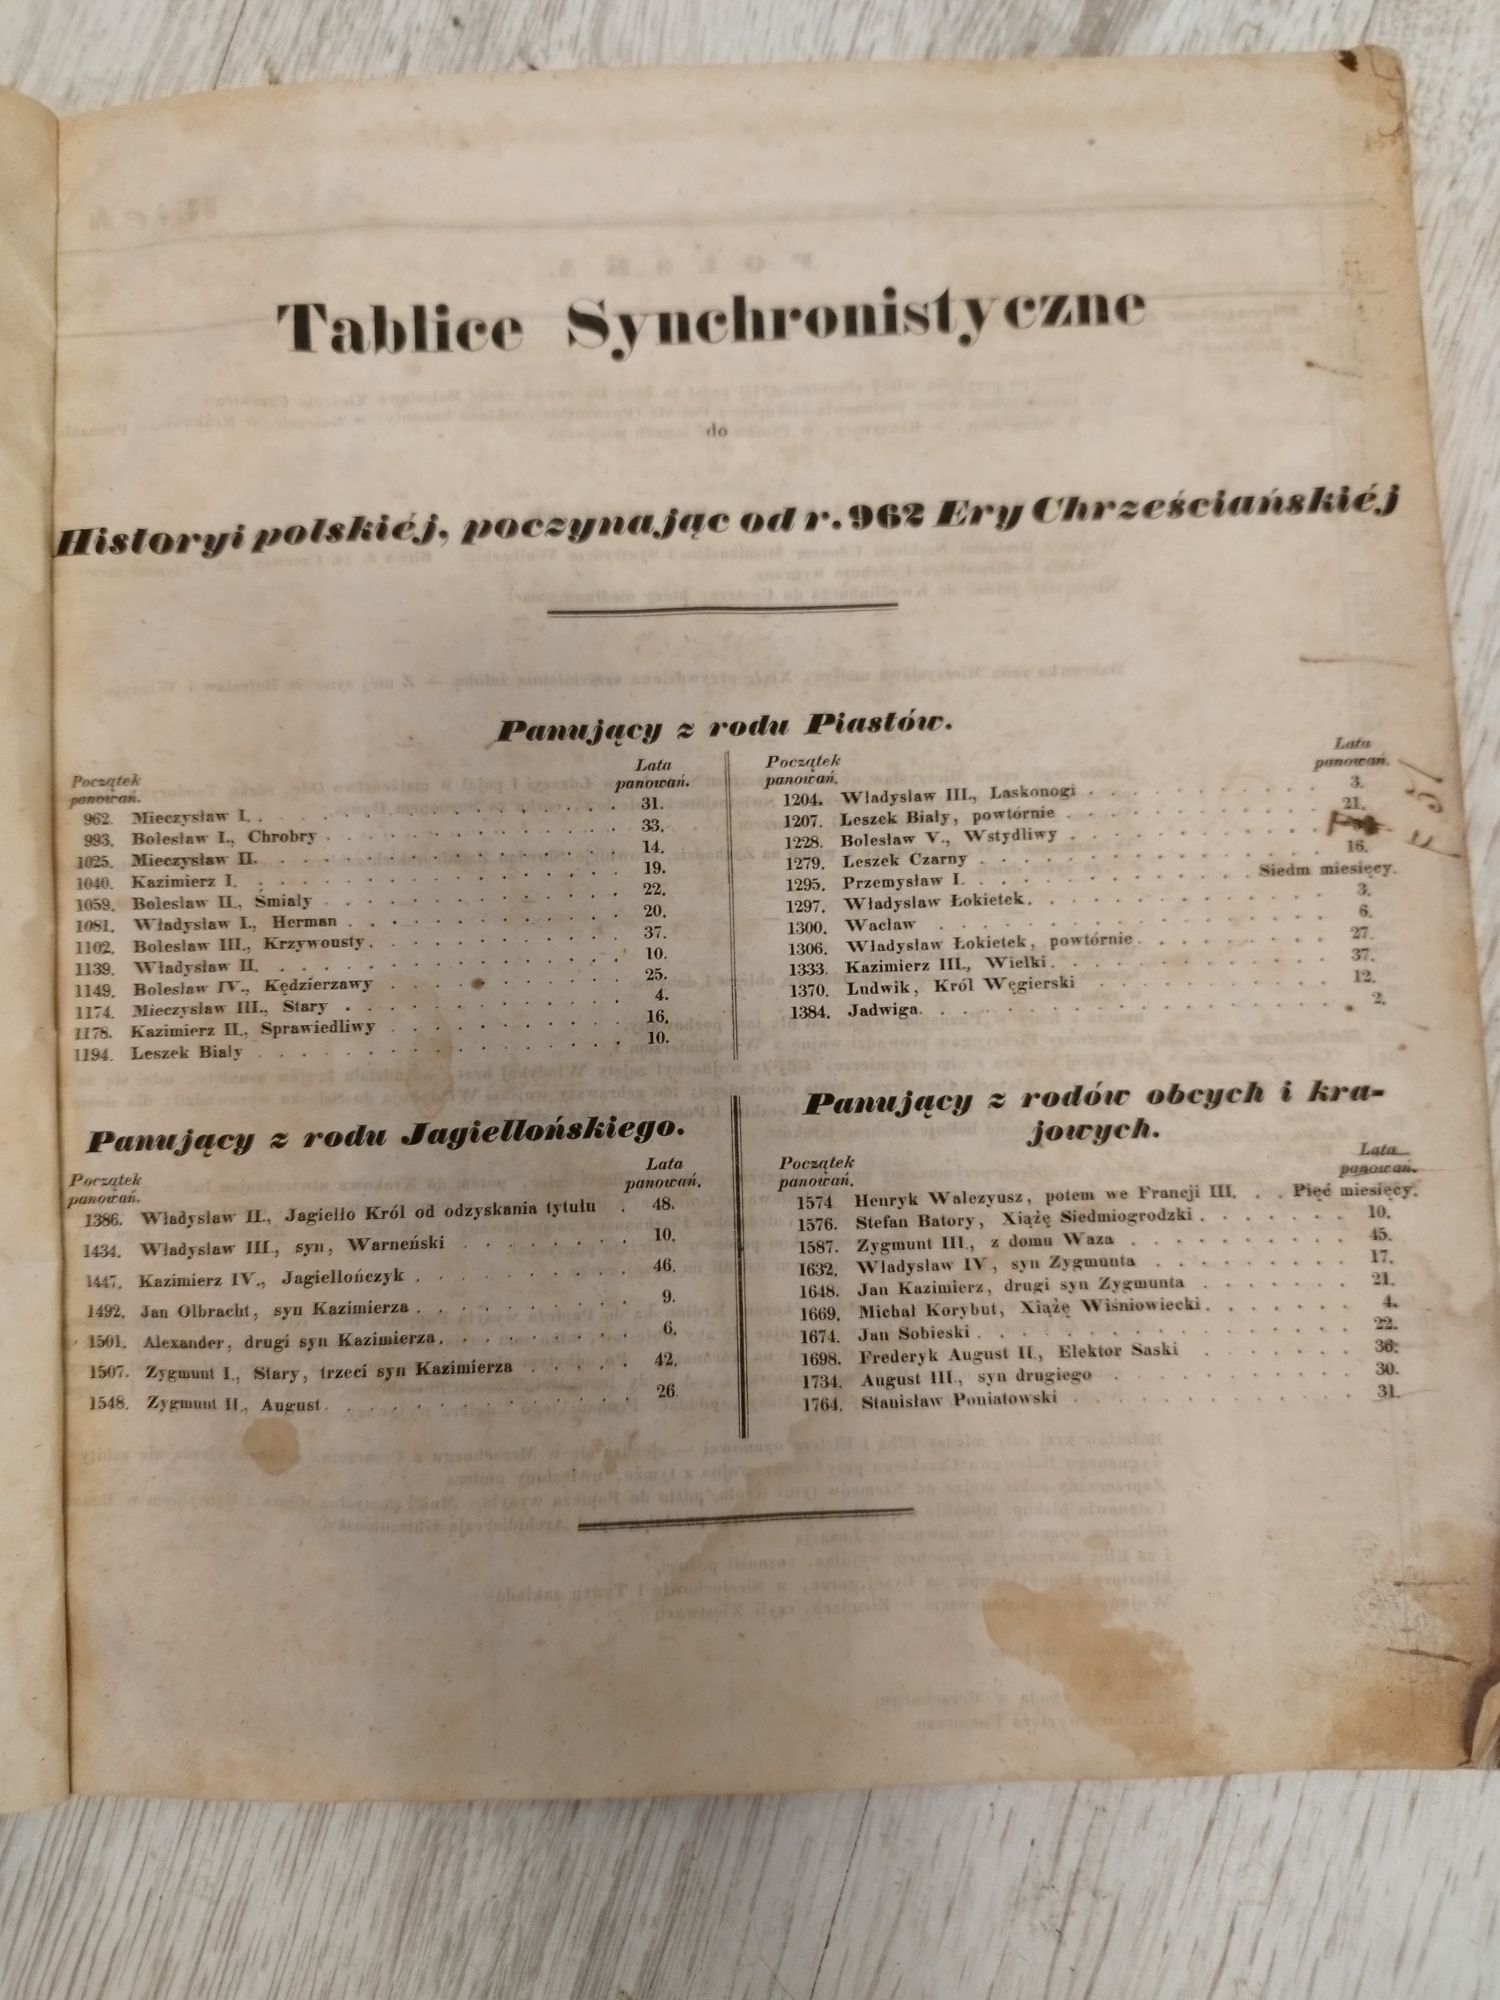 Tablice Synchronistyczne
do
Historyi polskiéj, poczynając od r. 962 Ery Chrześciańskiéj
Panujący z rodu Piastów.
Początek panowań. Lata panowań.
962. Mieczysław I. 31.
993. Bolesław I., Chrobry 33.
1025. Mieczysław II. 14.
1040. Kazimierz I. 19.
1059. Bolesław II., Śmiały 22.
1081. Władysław I., Herman 20.
1102. Bolesław III., Krzywousty. 37.
1139. Władysław II. 10.
1149. Bolesław IV., Kędzierzawy 25.
1174. Mieczysław III., Stary 4.
1178. Kazimierz II., Sprawiedliwy 16.
1194. Leszek Biały 10.
Początek panowań. Lata panowań.
1204. Władysław III., Laskonogi 3.
1207. Leszek Biały, powtórnie 21.
1228. Bolesław V., Wstydliwy
1279. Leszek Czarny 16.
1295. Przemysław I. Siedm miesięcy.
1297. Władysław Łokietek. 3.
1300. Wacław 6.
1306. Władysław Łokietek, powtórnie. 27.
1333. Kazimierz III., Wielki. 37.
1370. Ludwik, Król Węgierski 12.
1384. Jadwiga. 2.
Panujący z rodu Jagiellońskiego.
Początek panowań. Lata panowań.
1386. Władysław II., Jagiełło Król od odzyskania tytułu 48.
1434. Władysław III., syn, Warneński 10.
1447. Kazimierz IV., Jagiellończyk 46.
1492. Jan Olbracht, syn Kazimierza 9.
1501. Alexander, drugi syn Kazimierza. 6.
1507. Zygmunt I., Stary, trzeci syn Kazimierza 42.
1548. Zygmunt II., August. 26
Panujący z rodów obcych i kra-
jowych.
Początek panowań. Lata panowań.
1574 Henryk Walezyusz, potem we Francji III. Pięć miesięcy.
1576. Stefan Batory, Xiążę Siedmiogrodzki 10.
1587. Zygmunt III., z domu Waza 45.
1632. Władysław IV, syn Zygmunta 17.
1648. Jan Kazimierz, drugi syn Zygmunta 21.
1669. Michał Korybut, Xiążę Wiśniowiecki. 4.
1674. Jan Sobieski 22.
1698. Frederyk August II., Elektor Saski 36.
1734. August III., syn drugiego 30.
1764. Stanisław Poniatowski 31.